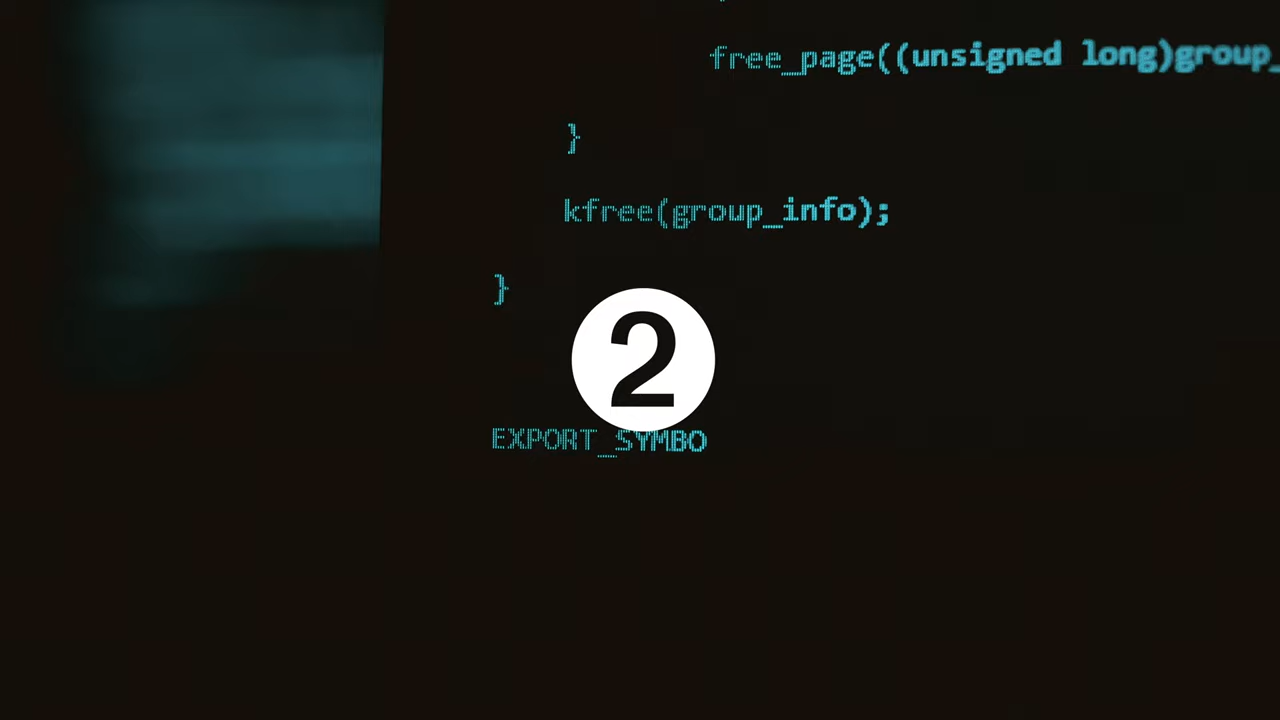 free_page((unsigned long)group_
}
kfree(group_info);
}
2
EXPORT_SYMBO